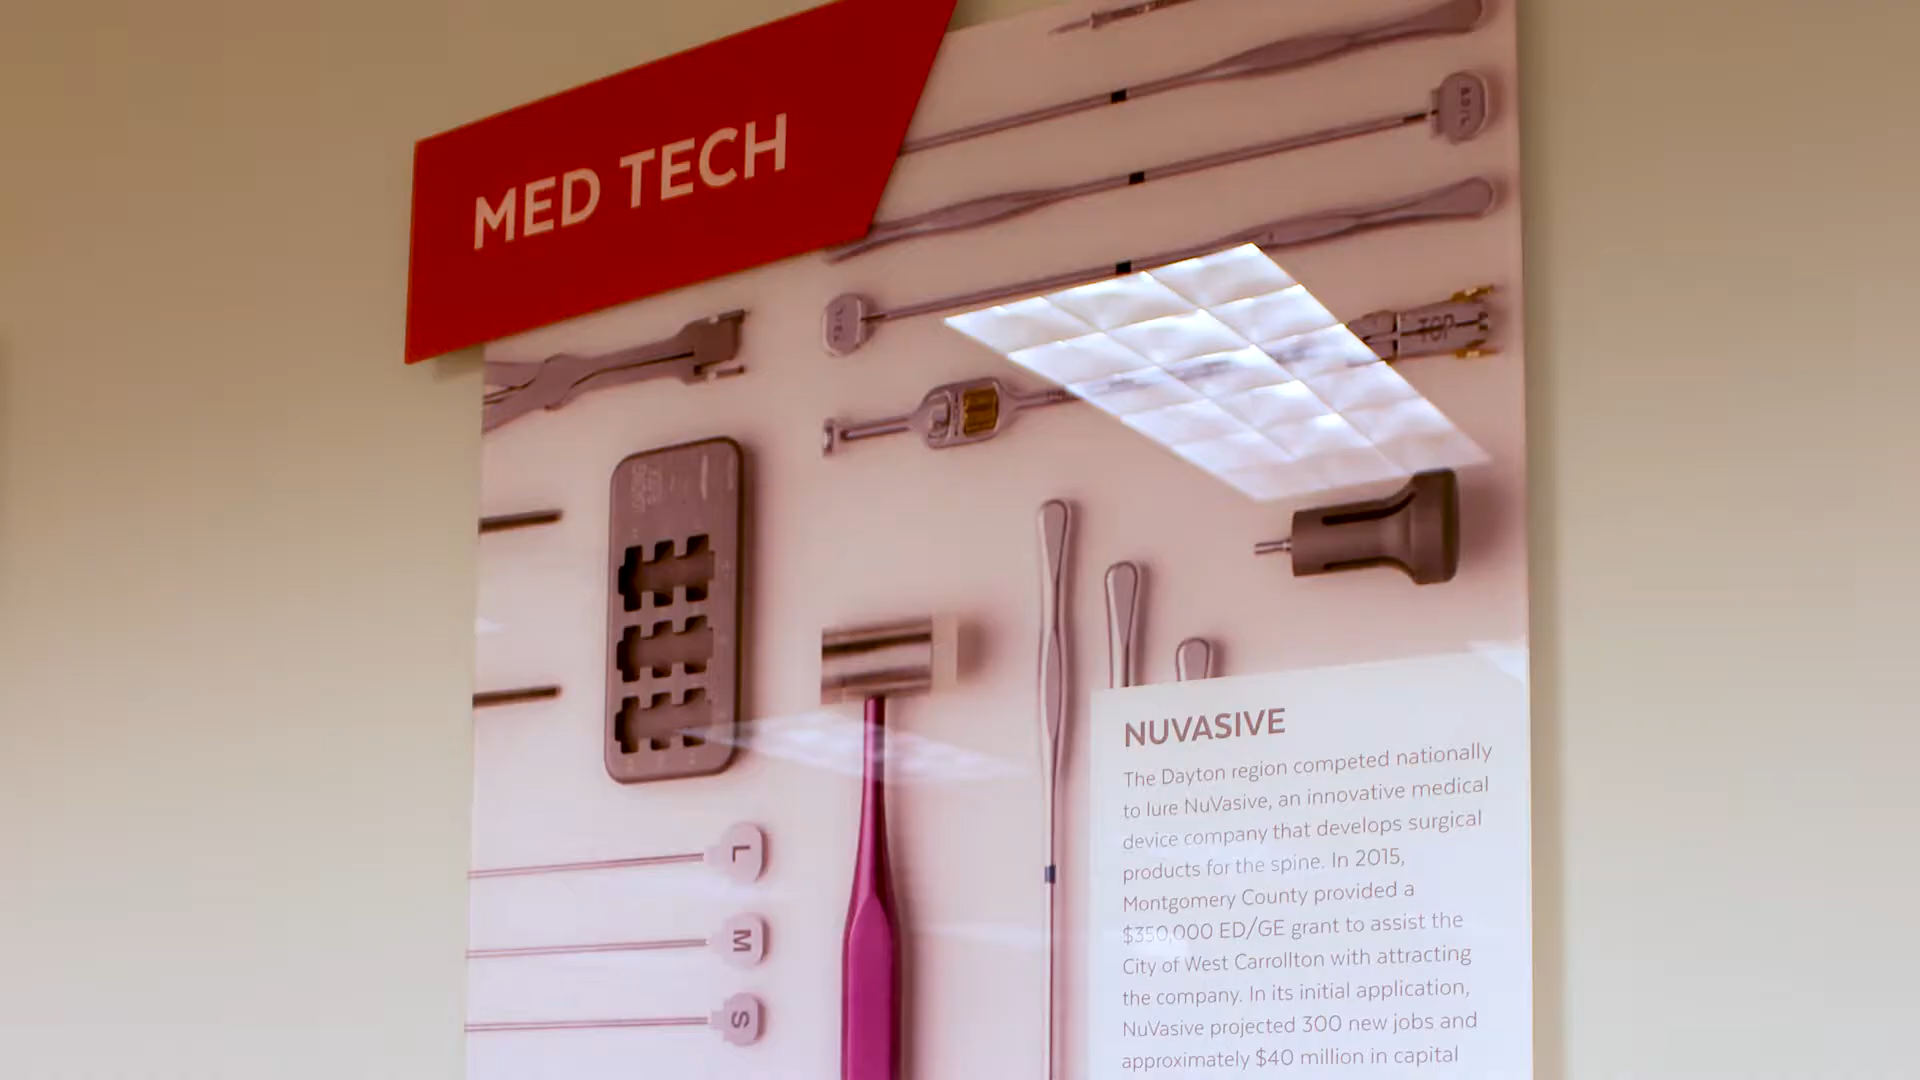 MED TECH
TOP
NUVASIVE
The Dayton region competed nationally
to lure NuVasive, an innovative medical
device company that develops surgical
products for the spine. In 2015,
Montgomery County provided a
$350,000 ED/GE grant to assist the
City of West Carrollton with attracting
the company. In its initial application,
NuVasive projected 300 new jobs and
approximately $40 million in capital
L
M
S